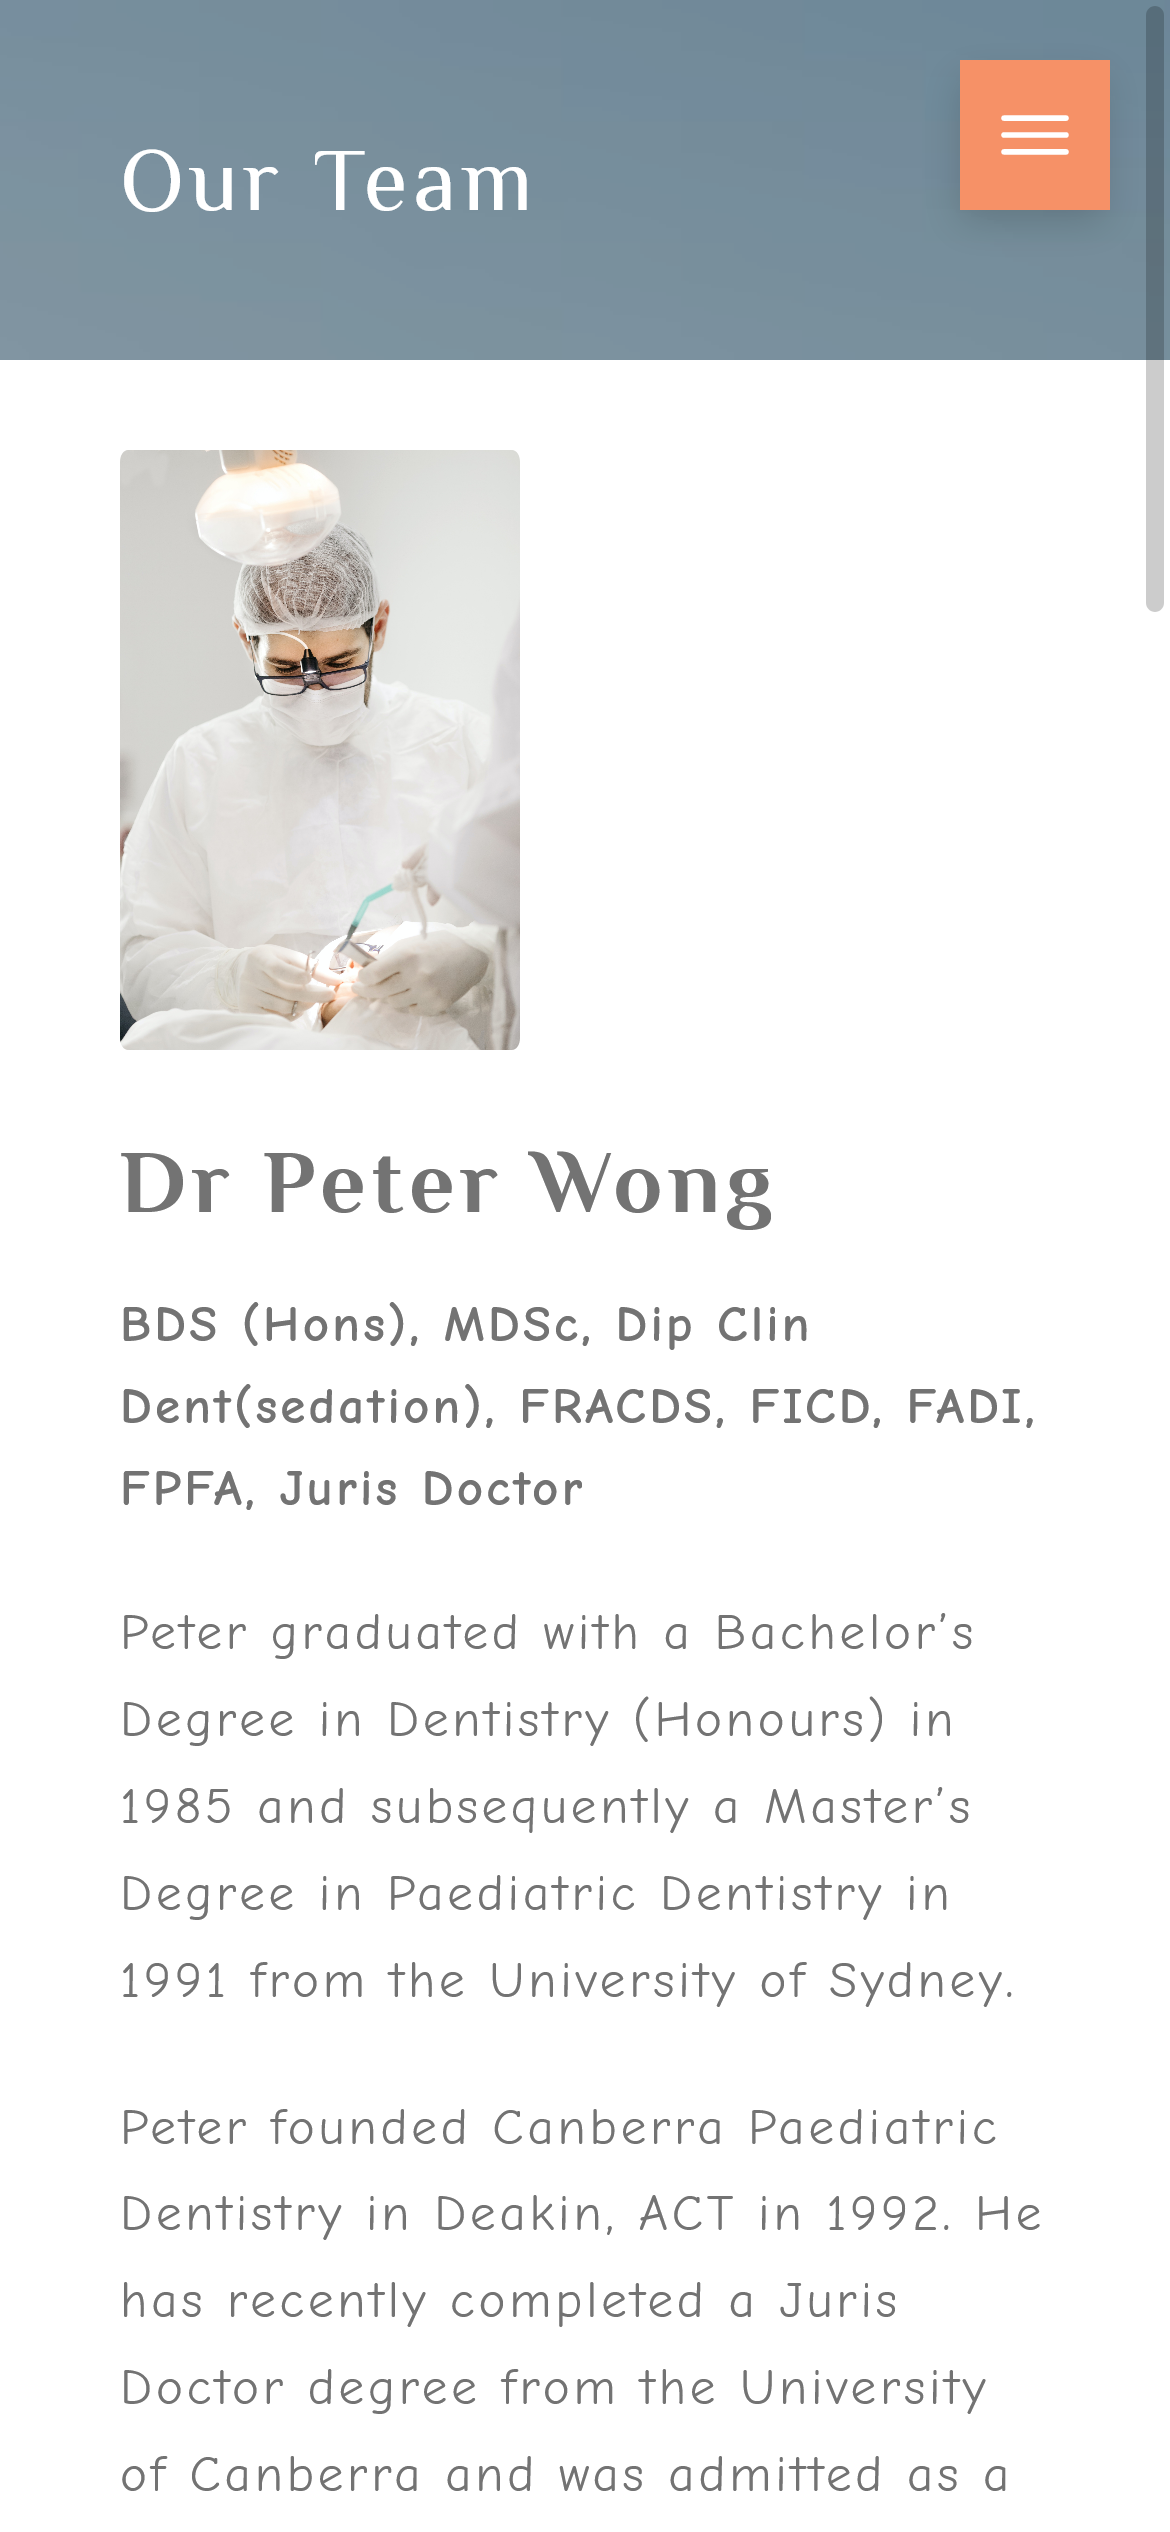 Our Team
Dr Peter Wong
BDS (Hons), MDSc, Dip Clin
Dent(sedation), FRACDS, FICD, FADI,
FPFA, Juris Doctor
Peter graduated with a Bachelor’s
Degree in Dentistry (Honours) in
1985 and subsequently a Master’s
Degree in Paediatric Dentistry in
1991 from the University of Sydney.
Peter founded Canberra Paediatric
Dentistry in Deakin, ACT in 1992. He
has recently completed a Juris
Doctor degree from the University
of Canberra and was admitted as a